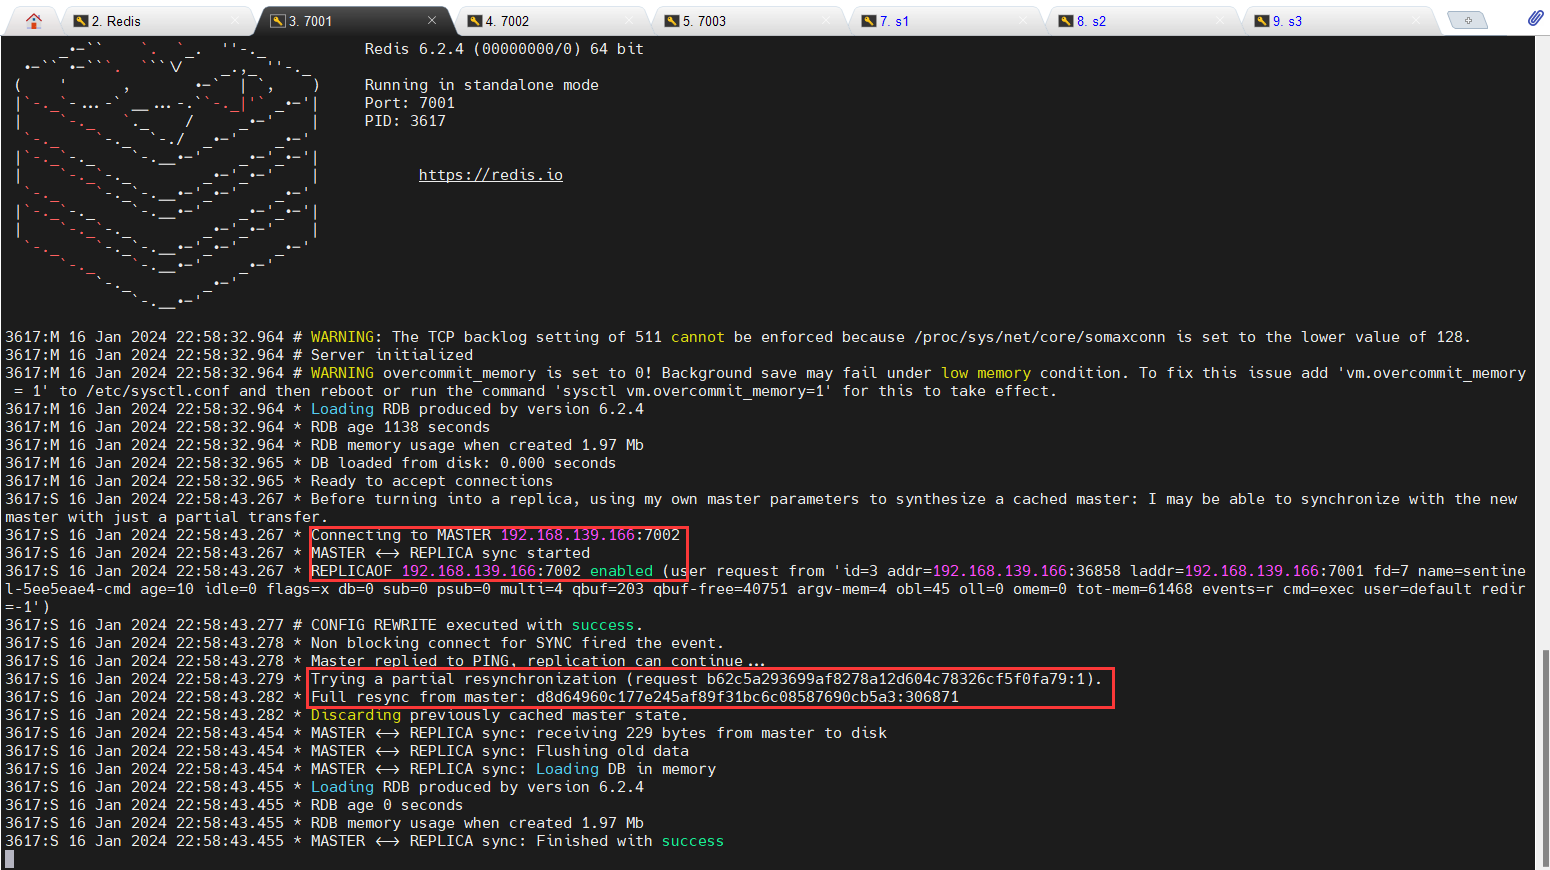 2. Redis
3. 7001
4. 7002
5. 7003
7. s1
8. s2
9. s3
Redis 6.2.4 (00000000/0) 64 bit
Running in standalone mode
Port: 7001
PID: 3617
https://redis.io
3617:M 16 Jan 2024 22:58:32.964 # WARNING: The TCP backlog setting of 511 cannot be enforced because /proc/sys/net/core/somaxconn is set to the lower value of 128.
3617:M 16 Jan 2024 22:58:32.964 # Server initialized
3617:M 16 Jan 2024 22:58:32.964 # WARNING overcommit_memory is set to 0! Background save may fail under low memory condition. To fix this issue add 'vm.overcommit_memory
= 1' to /etc/sysctl.conf and then reboot or run the command 'sysctl vm.overcommit_memory=1' for this to take effect.
3617:M 16 Jan 2024 22:58:32.964 * Loading RDB produced by version 6.2.4
3617:M 16 Jan 2024 22:58:32.964 * RDB age 1138 seconds
3617:M 16 Jan 2024 22:58:32.964 * RDB memory usage when created 1.97 Mb
3617:M 16 Jan 2024 22:58:32.965 * DB loaded from disk: 0.000 seconds
3617:M 16 Jan 2024 22:58:32.965 * Ready to accept connections
3617:S 16 Jan 2024 22:58:43.267 * Before turning into a replica, using my own master parameters to synthesize a cached master: I may be able to synchronize with the new
master with just a partial transfer.
3617:S 16 Jan 2024 22:58:43.267 * Connecting to MASTER 192.168.139.166:7002
3617:S 16 Jan 2024 22:58:43.267 * MASTER <-> REPLICA sync started
3617:S 16 Jan 2024 22:58:43.267 * REPLICAOF 192.168.139.166:7002 enabled (user request from 'id=3 addr=192.168.139.166:36858 laddr=192.168.139.166:7001 fd=7 name=sentine
l-5ee5eae4-cmd age=10 idle=0 flags=x db=0 sub=0 psub=0 multi=4 qbuf=203 qbuf-free=40751 argv-mem=4 obl=45 oll=0 omem=0 tot-mem=61468 events=r cmd=exec user=default redir
=-1')
3617:S 16 Jan 2024 22:58:43.277 # CONFIG REWRITE executed with success.
3617:S 16 Jan 2024 22:58:43.278 * Non blocking connect for SYNC fired the event.
3617:S 16 Jan 2024 22:58:43.278 * Master replied to PING, replication can continue...
3617:S 16 Jan 2024 22:58:43.279 * Trying a partial resynchronization (request b62c5a293699af8278a12d604c78326cf5f0fa79:1).
3617:S 16 Jan 2024 22:58:43.282 * Full resync from master: d8d64960c177e245af89f31bc6c08587690cb5a3:306871
3617:S 16 Jan 2024 22:58:43.282 * Discarding previously cached master state.
3617:S 16 Jan 2024 22:58:43.454 * MASTER <-> REPLICA sync: receiving 229 bytes from master to disk
3617:S 16 Jan 2024 22:58:43.454 * MASTER <-> REPLICA sync: Flushing old data
3617:S 16 Jan 2024 22:58:43.454 * MASTER <-> REPLICA sync: Loading DB in memory
3617:S 16 Jan 2024 22:58:43.455 * Loading RDB produced by version 6.2.4
3617:S 16 Jan 2024 22:58:43.455 * RDB age 0 seconds
3617:S 16 Jan 2024 22:58:43.455 * RDB memory usage when created 1.97 Mb
3617:S 16 Jan 2024 22:58:43.455 * MASTER <-> REPLICA sync: Finished with success